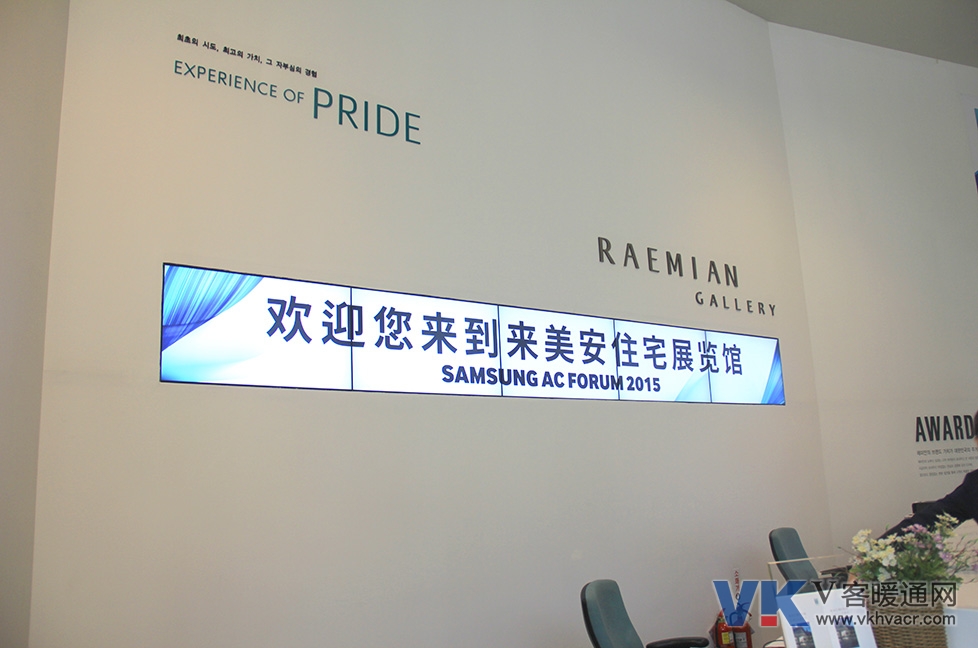 최초의 시도, 최고의 가치, 그 자부심의 경험
EXPERIENCE OF PRIDE
RAEMIAN
GALLERY
欢迎您来到来美安住宅展览馆
SAMSUNG AC FORUM 2015
AWARD
VK V客暖通网
www.vkhvacr.com